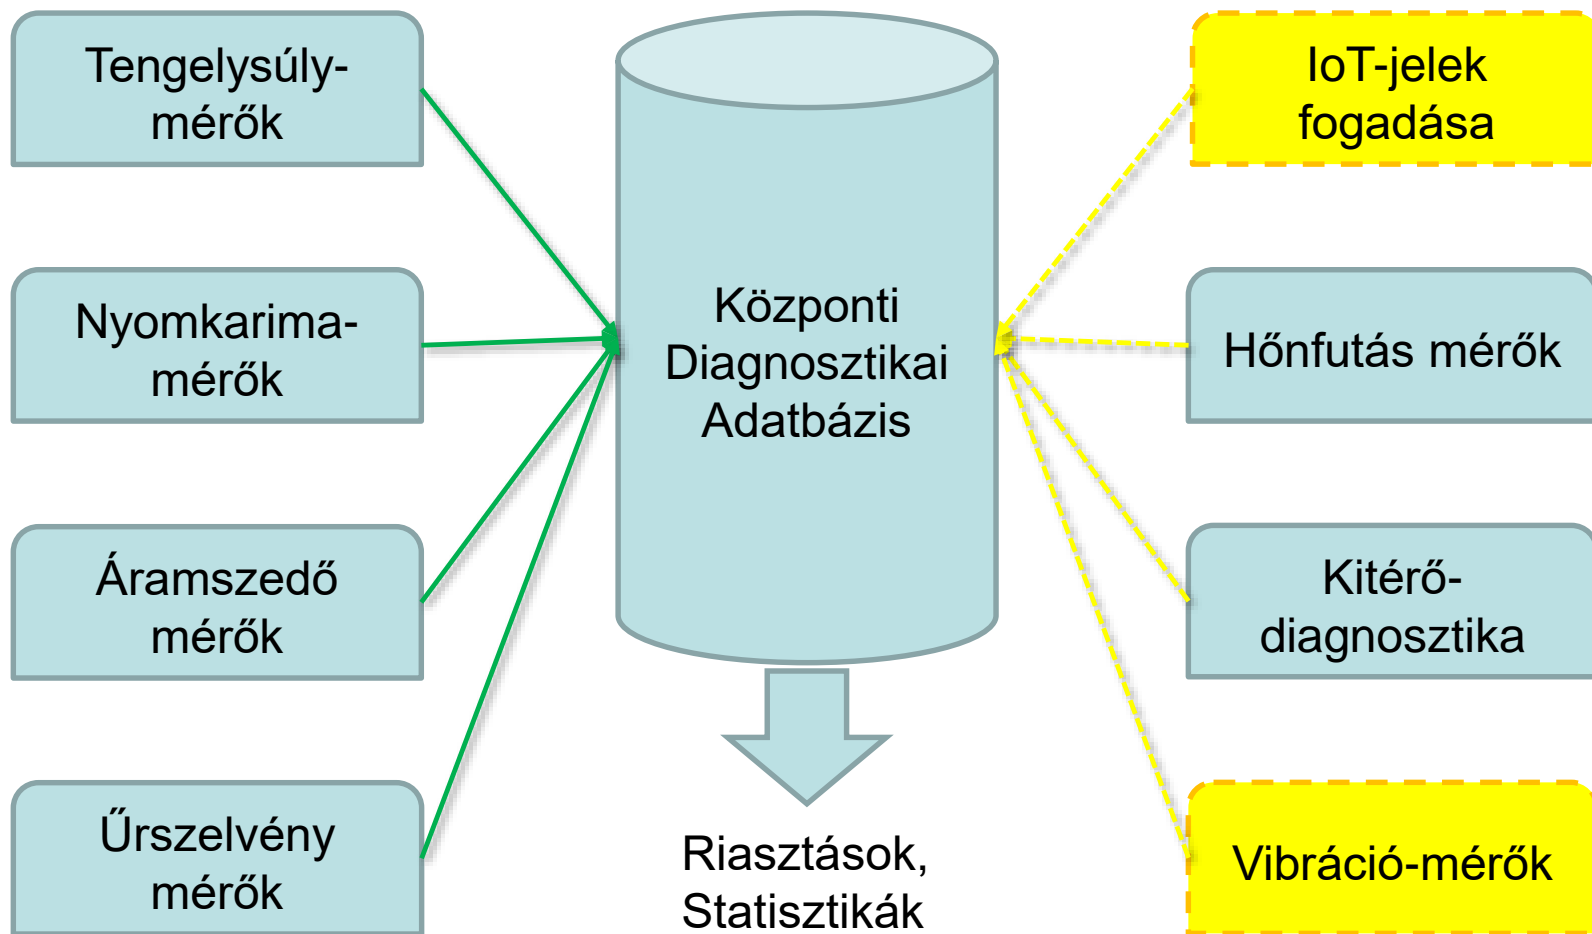 Tengelysúly-
mérők
Nyomkarima-
mérők
Áramszedő
mérők
Űrszelvény
mérők
Központi
Diagnosztikai
Adatbázis
Riasztások,
Statisztikák
IoT-jelek
fogadása
Hőnfutás mérők
Kitérő-
diagnosztika
Vibráció-mérők